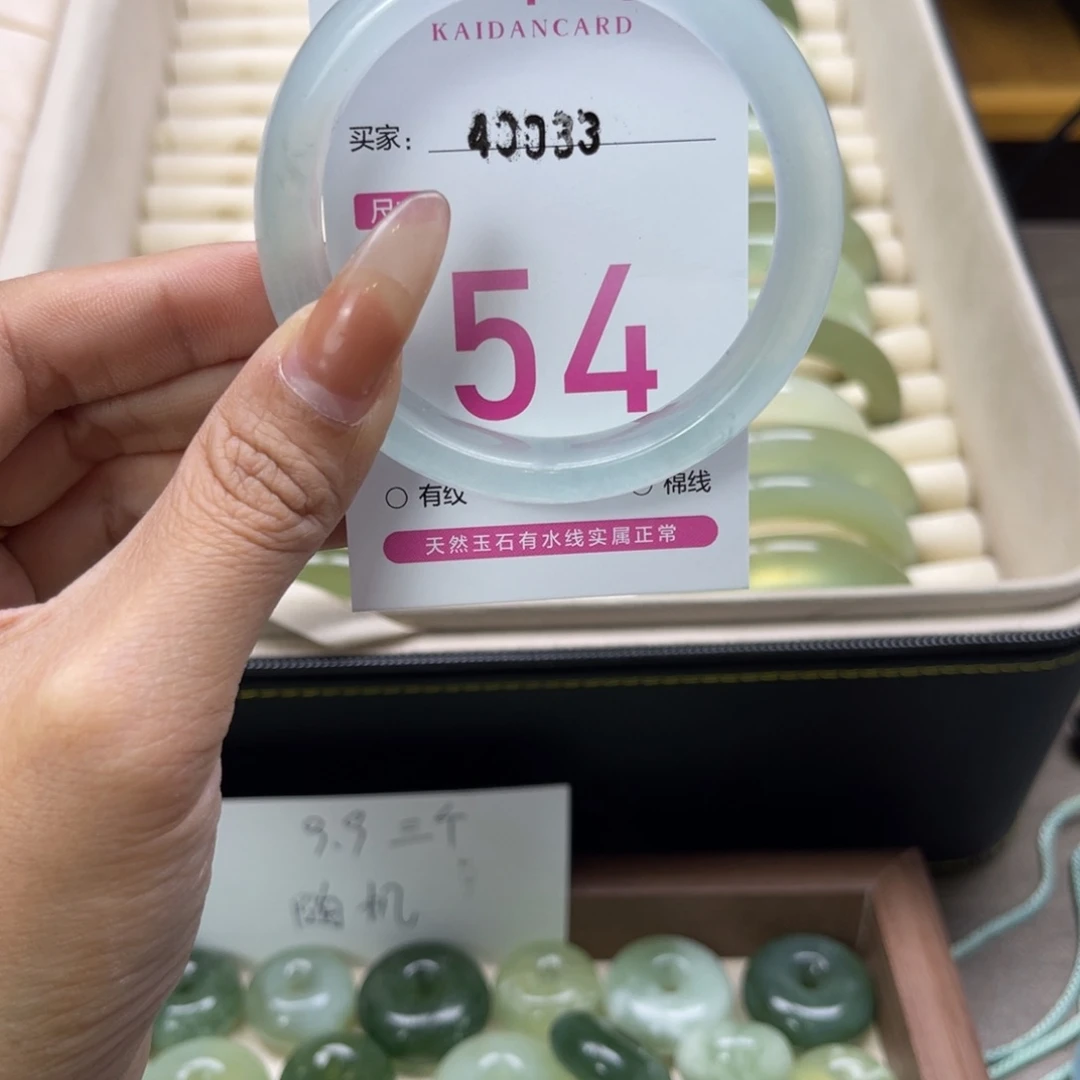 KAIDANCARD
买家： 40033
尺
54
○ 有纹 ○ 棉线
天然玉石有水线实属正常
9.9 三个
随机